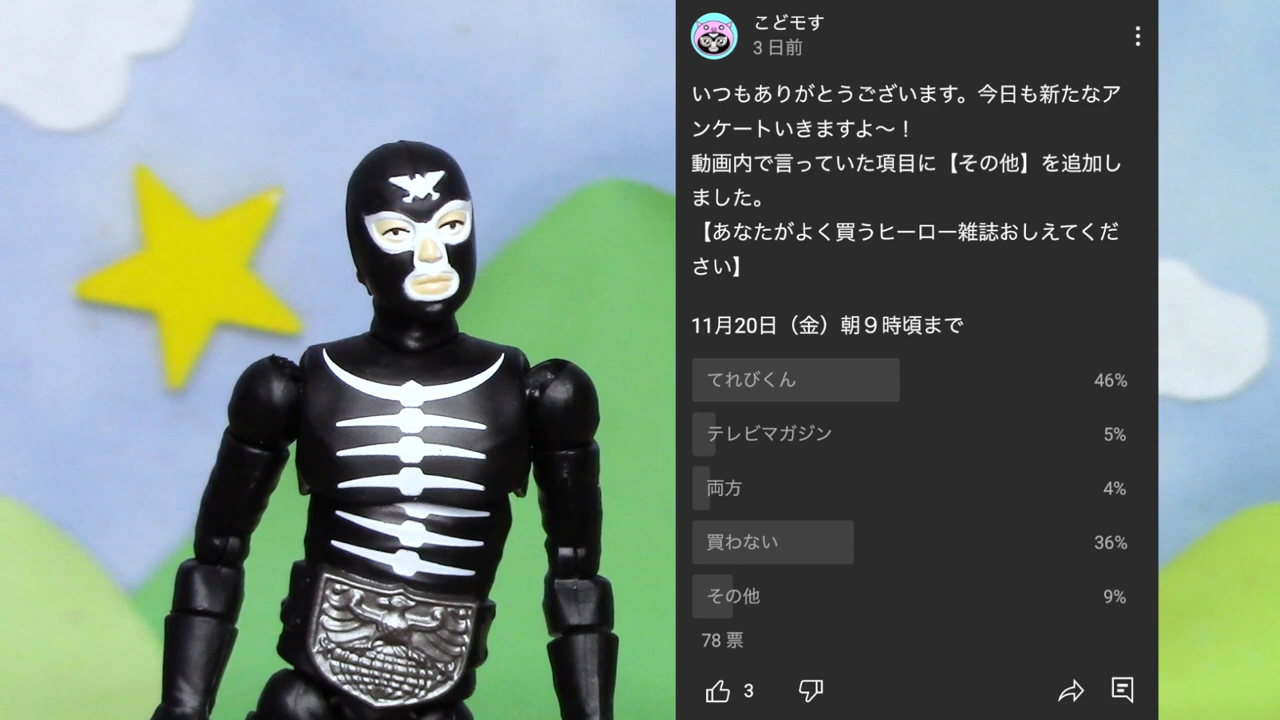 こどモす
3 日前
いつもありがとうございます。今日も新たなア
ンケートいきますよ〜！
動画内で言っていた項目に【その他】を追加し
ました。
【あなたがよく買うヒーロー雑誌おしえてくだ
さい】
11月20日（金）朝９時頃まで
てれびくん 46%
テレビマガジン 5%
両方 4%
買わない 36%
その他 9%
78 票
3